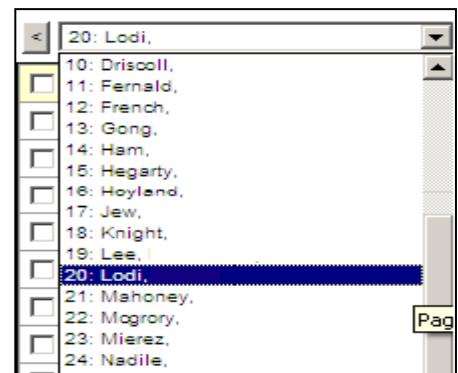 <
20: Lodi,
10: Driscoll,
11: Fernald,
12: French,
13: Gong,
14: Ham,
15: Hegarty,
16: Hoyland,
17: Jew,
18: Knight,
19: Lee,
20: Lodi,
21: Mahoney,
22: Mcgrory,
23: Mierez,
24: Nadile,
Pag